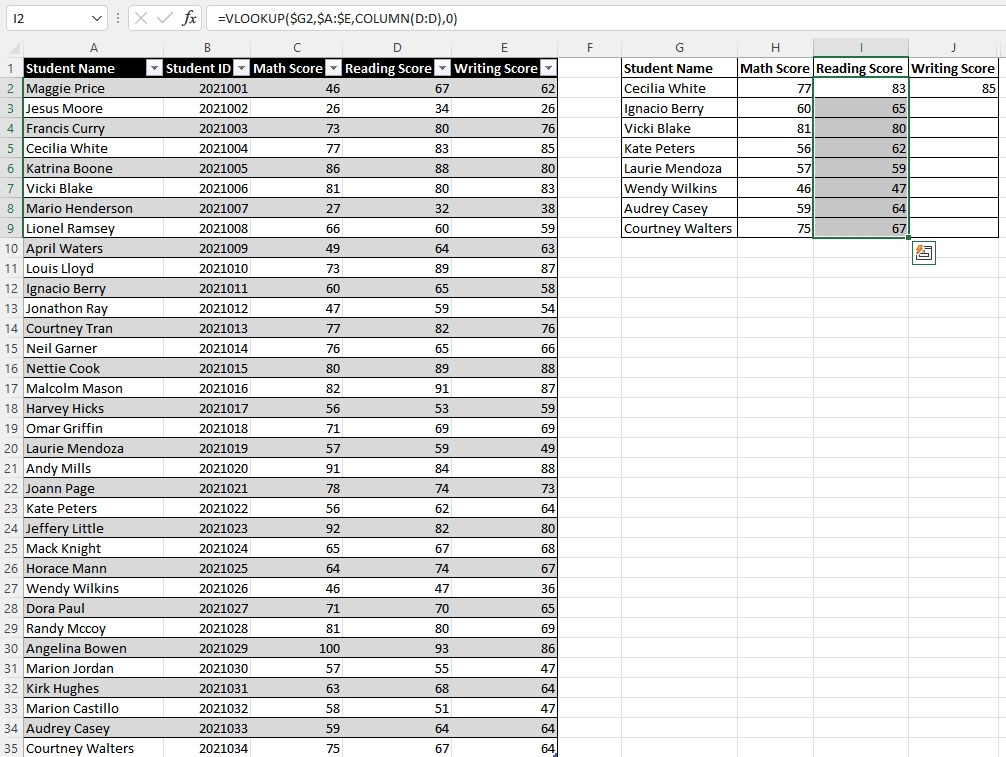 I2 fx =VLOOKUP($G2,$A:$E,COLUMN(D:D),0)
A B C D E F G H I J
1 Student Name Student ID Math Score Reading Score Writing Score Student Name Math Score Reading Score Writing Score
2 Maggie Price 2021001 46 67 62 Cecilia White 77 83 85
3 Jesus Moore 2021002 26 34 26 Ignacio Berry 60 65
4 Francis Curry 2021003 73 80 76 Vicki Blake 81 80
5 Cecilia White 2021004 77 83 85 Kate Peters 56 62
6 Katrina Boone 2021005 86 88 80 Laurie Mendoza 57 59
7 Vicki Blake 2021006 81 80 83 Wendy Wilkins 46 47
8 Mario Henderson 2021007 27 32 38 Audrey Casey 59 64
9 Lionel Ramsey 2021008 66 60 59 Courtney Walters 75 67
10 April Waters 2021009 49 64 63
11 Louis Lloyd 2021010 73 89 87
12 Ignacio Berry 2021011 60 65 58
13 Jonathon Ray 2021012 47 59 54
14 Courtney Tran 2021013 77 82 76
15 Neil Garner 2021014 76 65 66
16 Nettie Cook 2021015 80 89 88
17 Malcolm Mason 2021016 82 91 87
18 Harvey Hicks 2021017 56 53 59
19 Omar Griffin 2021018 71 69 69
20 Laurie Mendoza 2021019 57 59 49
21 Andy Mills 2021020 91 84 88
22 Joann Page 2021021 78 74 73
23 Kate Peters 2021022 56 62 64
24 Jeffery Little 2021023 92 82 80
25 Mack Knight 2021024 65 67 68
26 Horace Mann 2021025 64 74 67
27 Wendy Wilkins 2021026 46 47 36
28 Dora Paul 2021027 71 70 65
29 Randy Mccoy 2021028 81 80 69
30 Angelina Bowen 2021029 100 93 86
31 Marion Jordan 2021030 57 55 47
32 Kirk Hughes 2021031 63 68 64
33 Marion Castillo 2021032 58 51 47
34 Audrey Casey 2021033 59 64 64
35 Courtney Walters 2021034 75 67 64